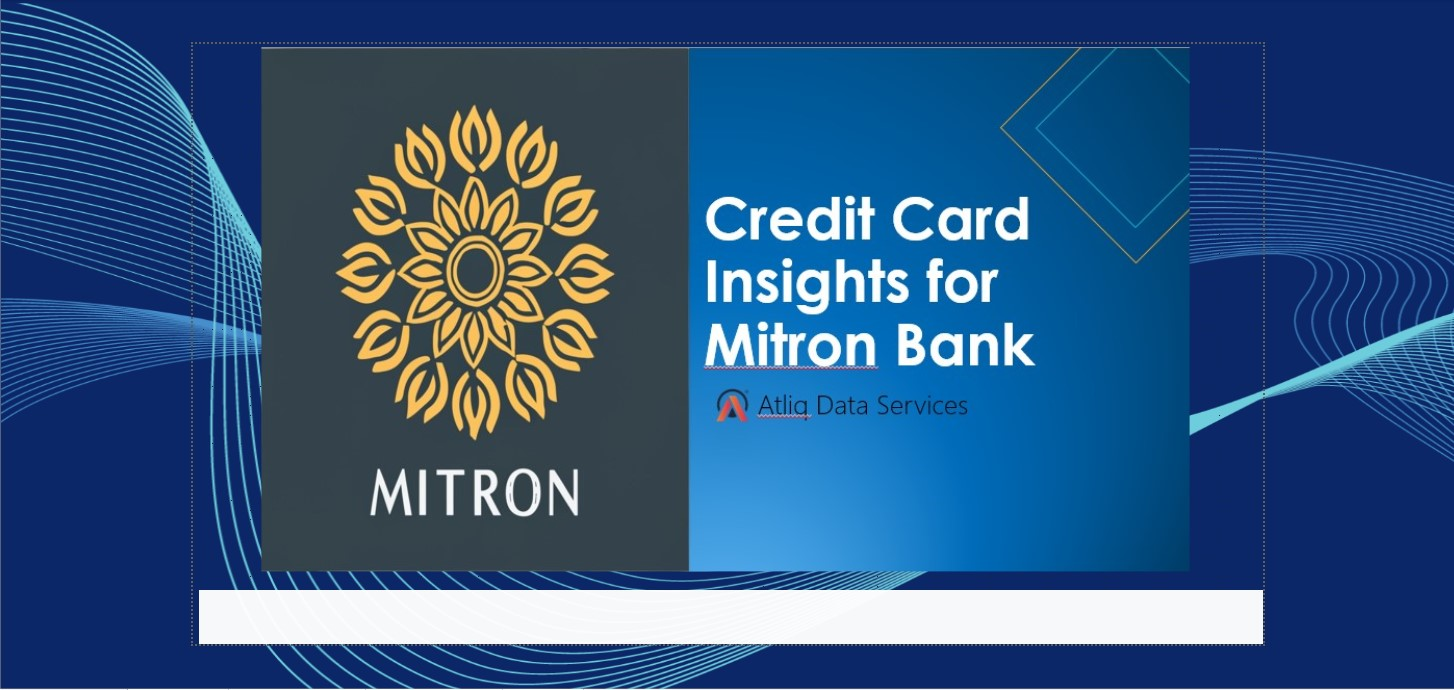 MITRON
Credit Card
Insights for
Mitron Bank
Atliq Data Services